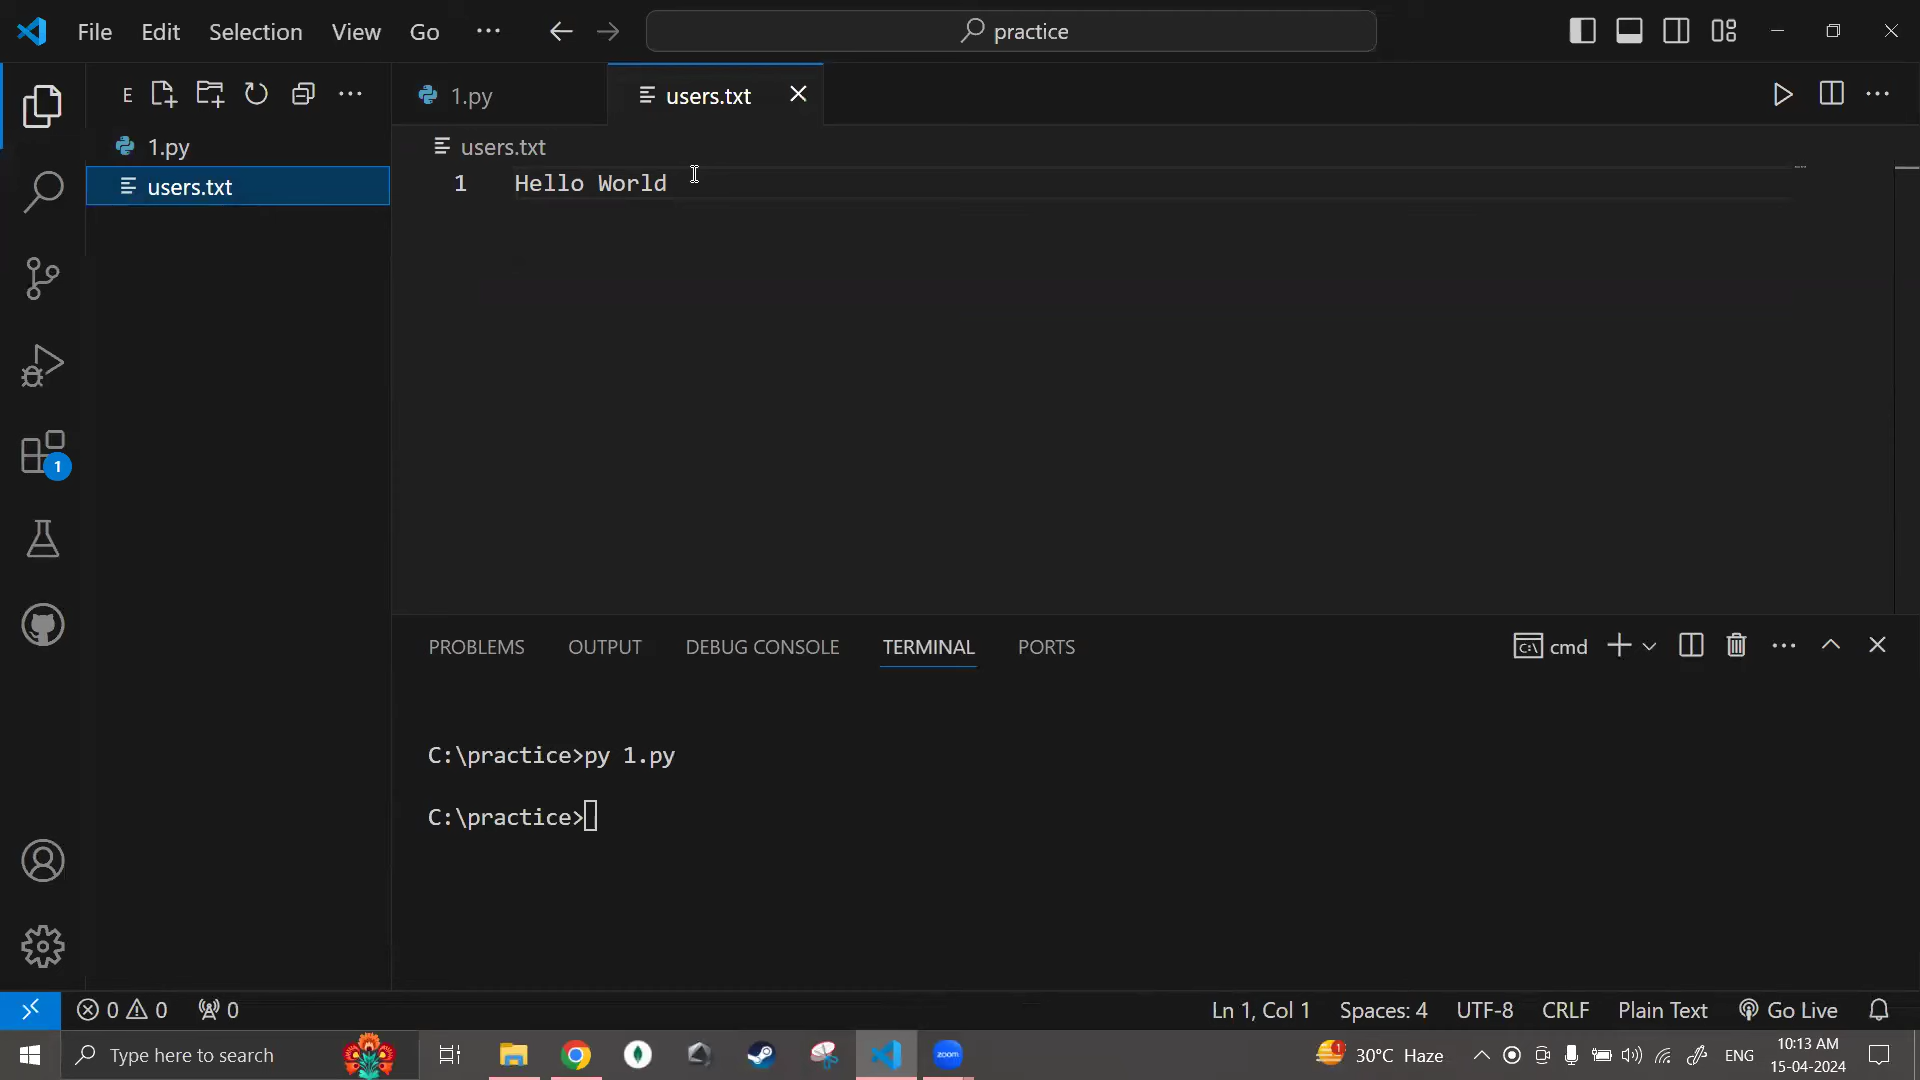 File Edit Selection View Go ··· practice
E ···
1.py
users.txt
1
1.py
users.txt
users.txt
1 Hello World
PROBLEMS OUTPUT DEBUG CONSOLE TERMINAL PORTS cmd
C:\practice>py 1.py
C:\practice>
0 0 0 Ln 1, Col 1 Spaces: 4 UTF-8 CRLF Plain Text Go Live
Type here to search zoom 1 30°C Haze ENG 10:13 AM
15-04-2024